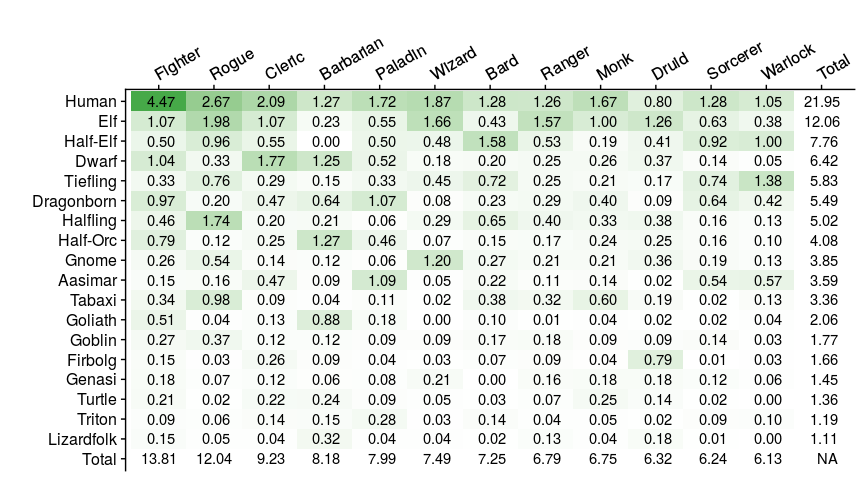 Fighter Rogue Cleric Barbarian Paladin Wizard Bard Ranger Monk Druid Sorcerer Warlock Total
Human 4.47 2.67 2.09 1.27 1.72 1.87 1.28 1.26 1.67 0.80 1.28 1.05 21.95
Elf 1.07 1.98 1.07 0.23 0.55 1.66 0.43 1.57 1.00 1.26 0.63 0.38 12.06
Half-Elf 0.50 0.96 0.55 0.00 0.50 0.48 1.58 0.53 0.19 0.41 0.92 1.00 7.76
Dwarf 1.04 0.33 1.77 1.25 0.52 0.18 0.20 0.25 0.26 0.37 0.14 0.05 6.42
Tiefling 0.33 0.76 0.29 0.15 0.33 0.45 0.72 0.25 0.21 0.17 0.74 1.38 5.83
Dragonborn 0.97 0.20 0.47 0.64 1.07 0.08 0.23 0.29 0.40 0.09 0.64 0.42 5.49
Halfling 0.46 1.74 0.20 0.21 0.06 0.29 0.65 0.40 0.33 0.38 0.16 0.13 5.02
Half-Orc 0.79 0.12 0.25 1.27 0.46 0.07 0.15 0.17 0.24 0.25 0.16 0.10 4.08
Gnome 0.26 0.54 0.14 0.12 0.06 1.20 0.27 0.21 0.21 0.36 0.19 0.13 3.85
Aasimar 0.15 0.16 0.47 0.09 1.09 0.05 0.22 0.11 0.14 0.02 0.54 0.57 3.59
Tabaxi 0.34 0.98 0.09 0.04 0.11 0.02 0.38 0.32 0.60 0.19 0.02 0.13 3.36
Goliath 0.51 0.04 0.13 0.88 0.18 0.00 0.10 0.01 0.04 0.02 0.02 0.04 2.06
Goblin 0.27 0.37 0.12 0.12 0.09 0.09 0.17 0.18 0.09 0.09 0.14 0.03 1.77
Firbolg 0.15 0.03 0.26 0.09 0.04 0.03 0.07 0.09 0.04 0.79 0.01 0.03 1.66
Genasi 0.18 0.07 0.12 0.06 0.08 0.21 0.00 0.16 0.18 0.18 0.12 0.06 1.45
Turtle 0.21 0.02 0.22 0.24 0.09 0.05 0.03 0.07 0.25 0.14 0.02 0.00 1.36
Triton 0.09 0.06 0.14 0.15 0.28 0.03 0.14 0.04 0.05 0.02 0.09 0.10 1.19
Lizardfolk 0.15 0.05 0.04 0.32 0.04 0.04 0.02 0.13 0.04 0.18 0.01 0.00 1.11
Total 13.81 12.04 9.23 8.18 7.99 7.49 7.25 6.79 6.75 6.32 6.24 6.13 NA